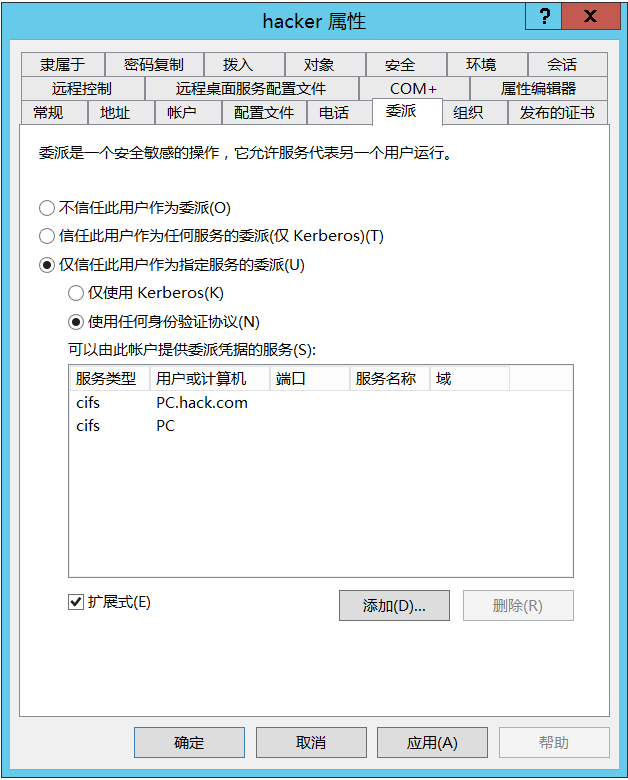 hacker 属性
? x
隶属于 密码复制 拨入 对象 安全 环境 会话
远程控制 远程桌面服务配置文件 COM+ 属性编辑器
常规 地址 帐户 配置文件 电话 委派 组织 发布的证书
委派是一个安全敏感的操作，它允许服务代表另一个用户运行。
不信任此用户作为委派(O)
信任此用户作为任何服务的委派(仅 Kerberos)(T)
仅信任此用户作为指定服务的委派(U)
仅使用 Kerberos(K)
使用任何身份验证协议(N)
可以由此帐户提供委派凭据的服务(S):
服务类型 用户或计算机 端口 服务名称 域
cifs PC.hack.com
cifs PC
扩展式(E) 添加(D)... 删除(R)
确定 取消 应用(A) 帮助